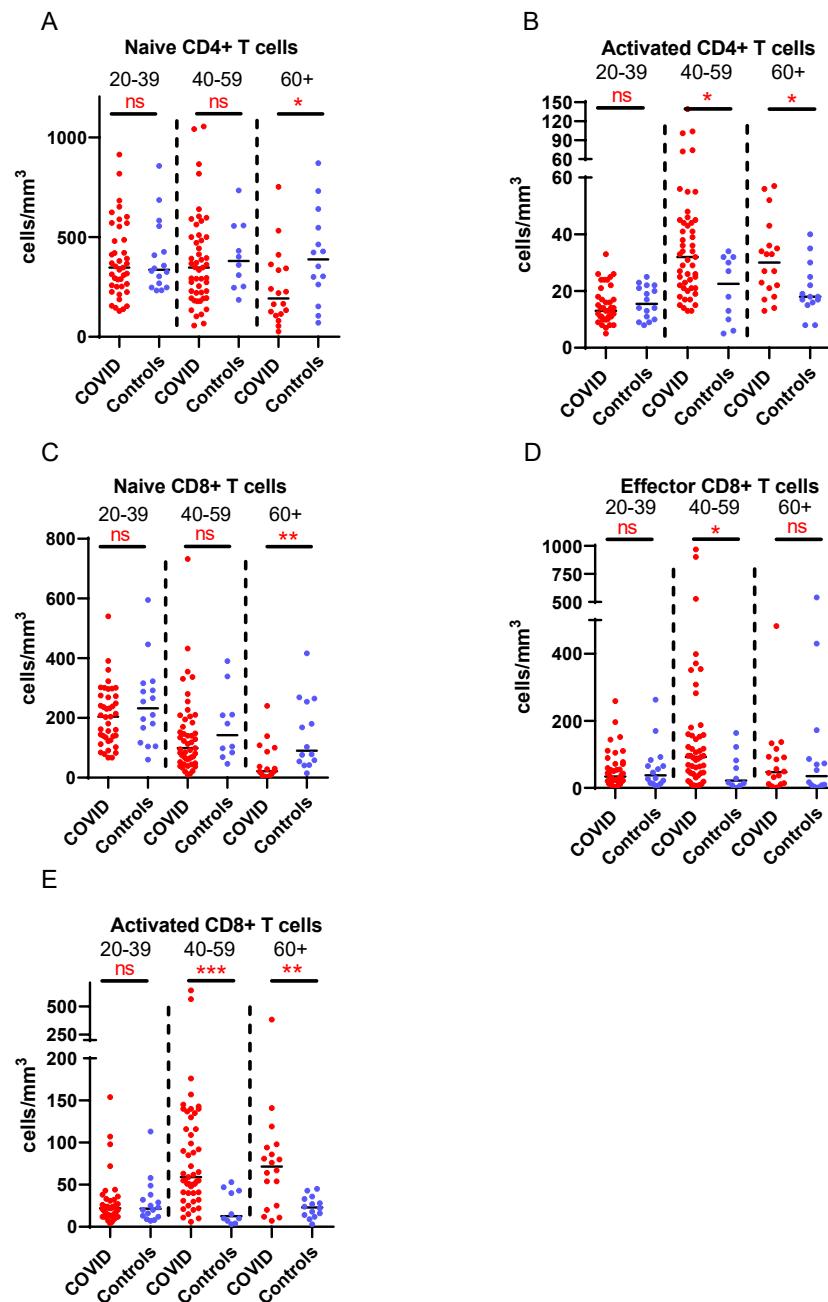 A
Naive CD4+ T cells
20-39 40-59 60+
ns ns *
1000
500
0
cells/mm3
COVID Controls COVID Controls COVID Controls
B
Activated CD4+ T cells
20-39 40-59 60+
ns * *
150
120
90
60
60
40
20
0
cells/mm3
COVID Controls COVID Controls COVID Controls
C
Naive CD8+ T cells
20-39 40-59 60+
ns ns **
800
600
400
200
0
cells/mm3
COVID Controls COVID Controls COVID Controls
D
Effector CD8+ T cells
20-39 40-59 60+
ns * ns
1000
750
500
400
200
0
cells/mm3
COVID Controls COVID Controls COVID Controls
E
Activated CD8+ T cells
20-39 40-59 60+
ns *** **
500
250
200
150
100
50
0
cells/mm3
COVID Controls COVID Controls COVID Controls